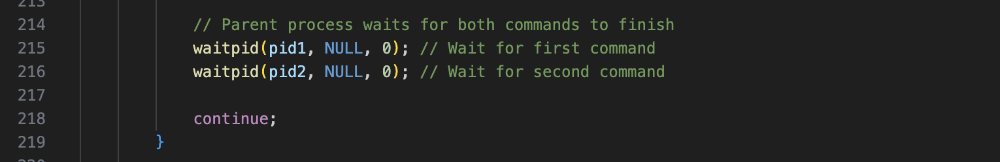 213
214 // Parent process waits for both commands to finish
215 waitpid(pid1, NULL, 0); // Wait for first command
216 waitpid(pid2, NULL, 0); // Wait for second command
217
218 continue;
219 }